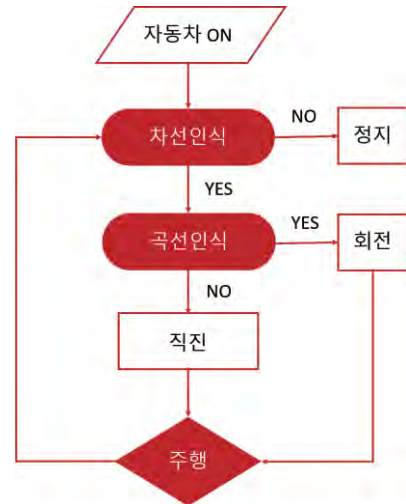 자동차 ON
차선인식
NO
정지
YES
곡선인식
YES
회전
NO
직진
주행